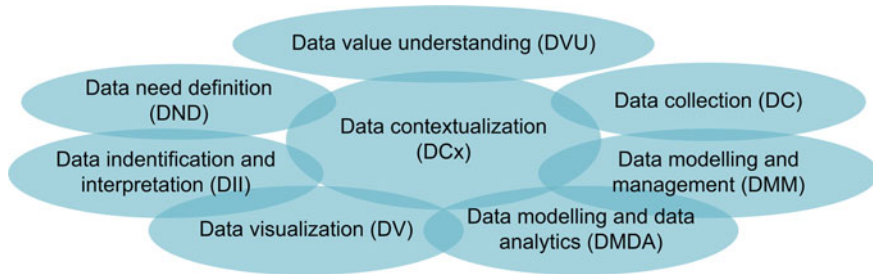 Data value understanding (DVU)
Data need definition
(DND)
Data collection (DC)
Data contextualization
(DCx)
Data indentification and
interpretation (DII)
Data modelling and
management (DMM)
Data visualization (DV)
Data modelling and data
analytics (DMDA)